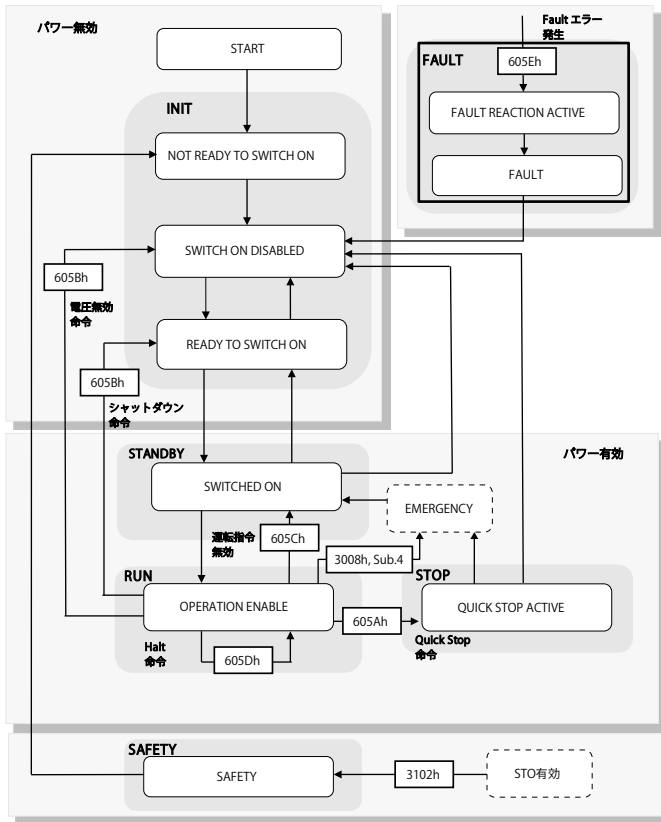 パワー無効
START
INIT
NOT READY TO SWITCH ON
SWITCH ON DISABLED
605Bh
電圧無効
命令
READY TO SWITCH ON
605Bh
シャットダウン
命令
Fault エラー
発生
605Eh
FAULT
FAULT REACTION ACTIVE
FAULT
パワー有効
STANDBY
SWITCHED ON
EMERGENCY
運転指令
無効
605Ch
3008h, Sub.4
RUN
OPERATION ENABLE
605Ah
STOP
QUICK STOP ACTIVE
Quick Stop
命令
Halt
命令
605Dh
SAFETY
SAFETY
3102h
STO有効